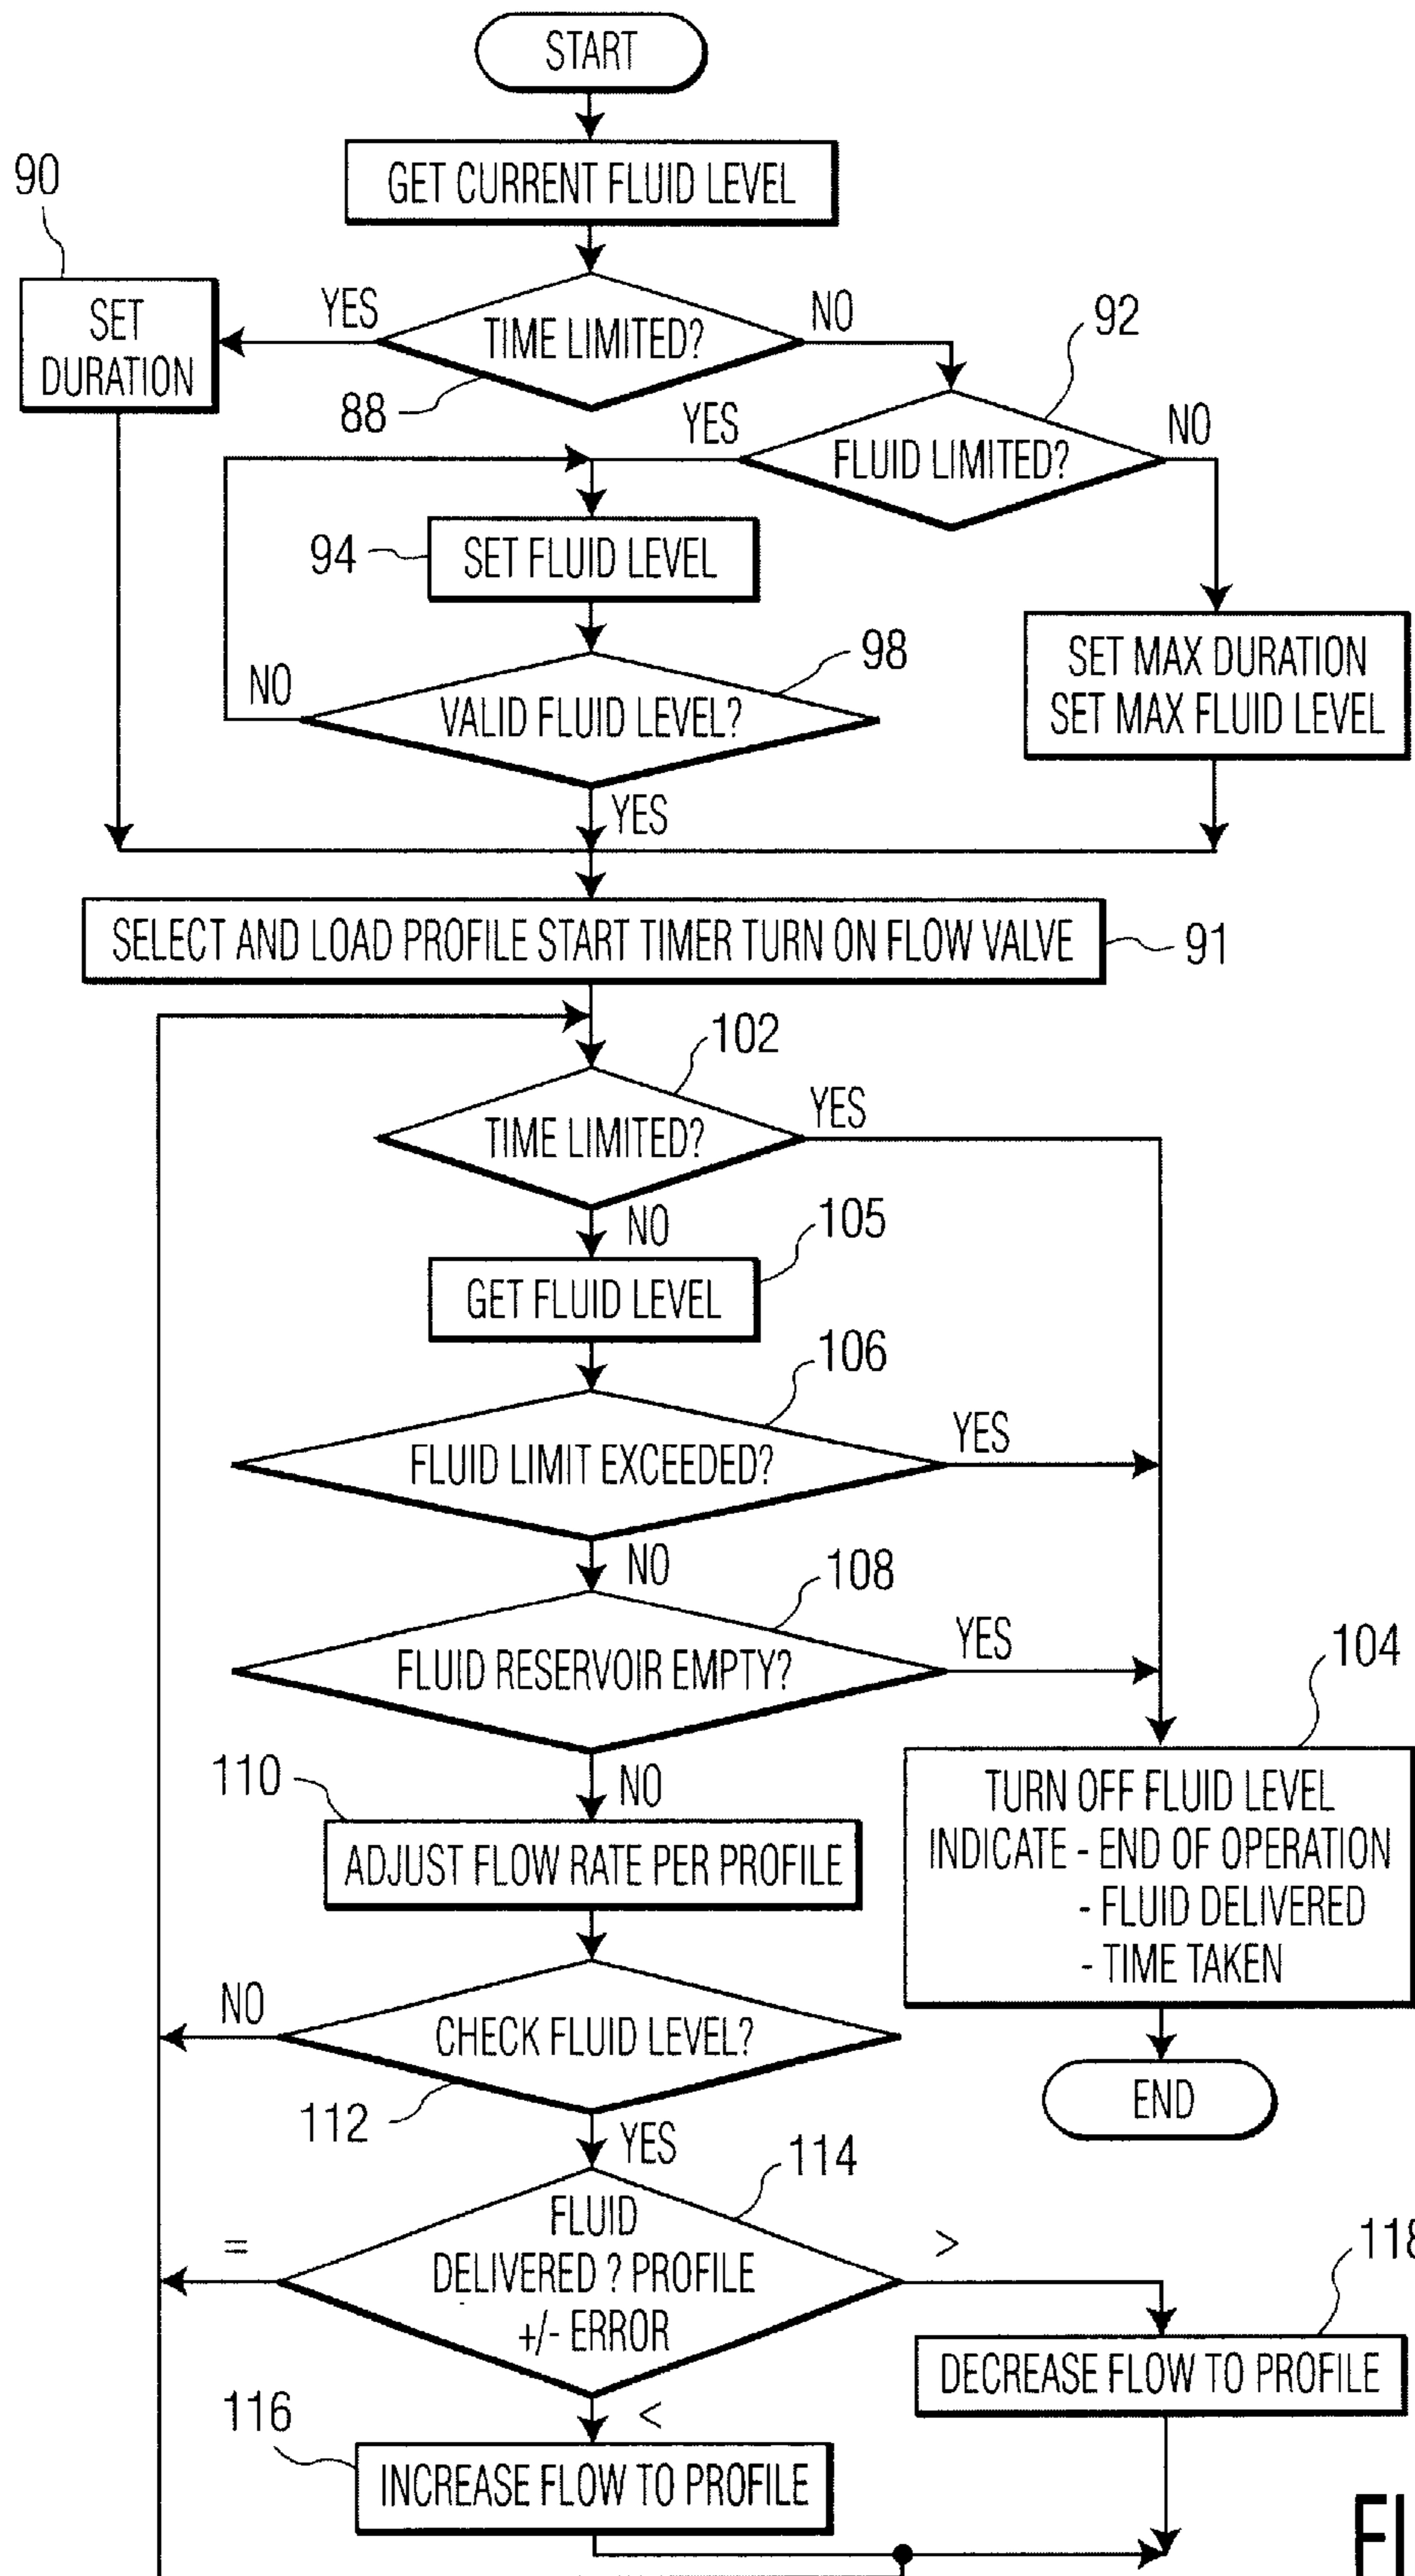 START
GET CURRENT FLUID LEVEL
90
SET
DURATION
YES
TIME LIMITED?
NO
88
92
YES
FLUID LIMITED?
NO
94
SET FLUID LEVEL
98
NO
VALID FLUID LEVEL?
SET MAX DURATION
SET MAX FLUID LEVEL
YES
SELECT AND LOAD PROFILE START TIMER TURN ON FLOW VALVE
91
102
TIME LIMITED?
YES
NO
105
GET FLUID LEVEL
106
FLUID LIMIT EXCEEDED?
YES
NO
108
FLUID RESERVOIR EMPTY?
YES
104
110
NO
ADJUST FLOW RATE PER PROFILE
TURN OFF FLUID LEVEL
INDICATE - END OF OPERATION
- FLUID DELIVERED
- TIME TAKEN
NO
CHECK FLUID LEVEL?
112
END
YES
114
=
FLUID
DELIVERED ? PROFILE
+/- ERROR
>
118
DECREASE FLOW TO PROFILE
116
<
INCREASE FLOW TO PROFILE